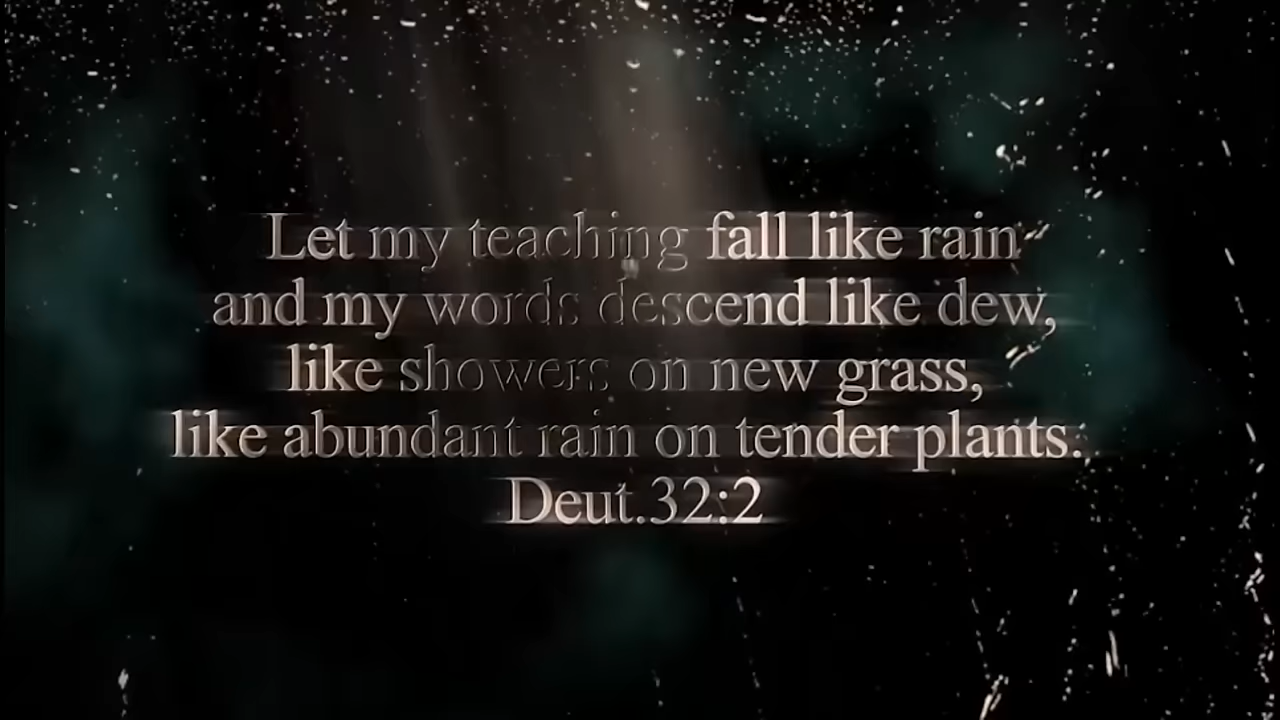 Let my teaching fall like rain
and my words descend like dew,
like showers on new grass,
like abundant rain on tender plants.
Deut.32:2